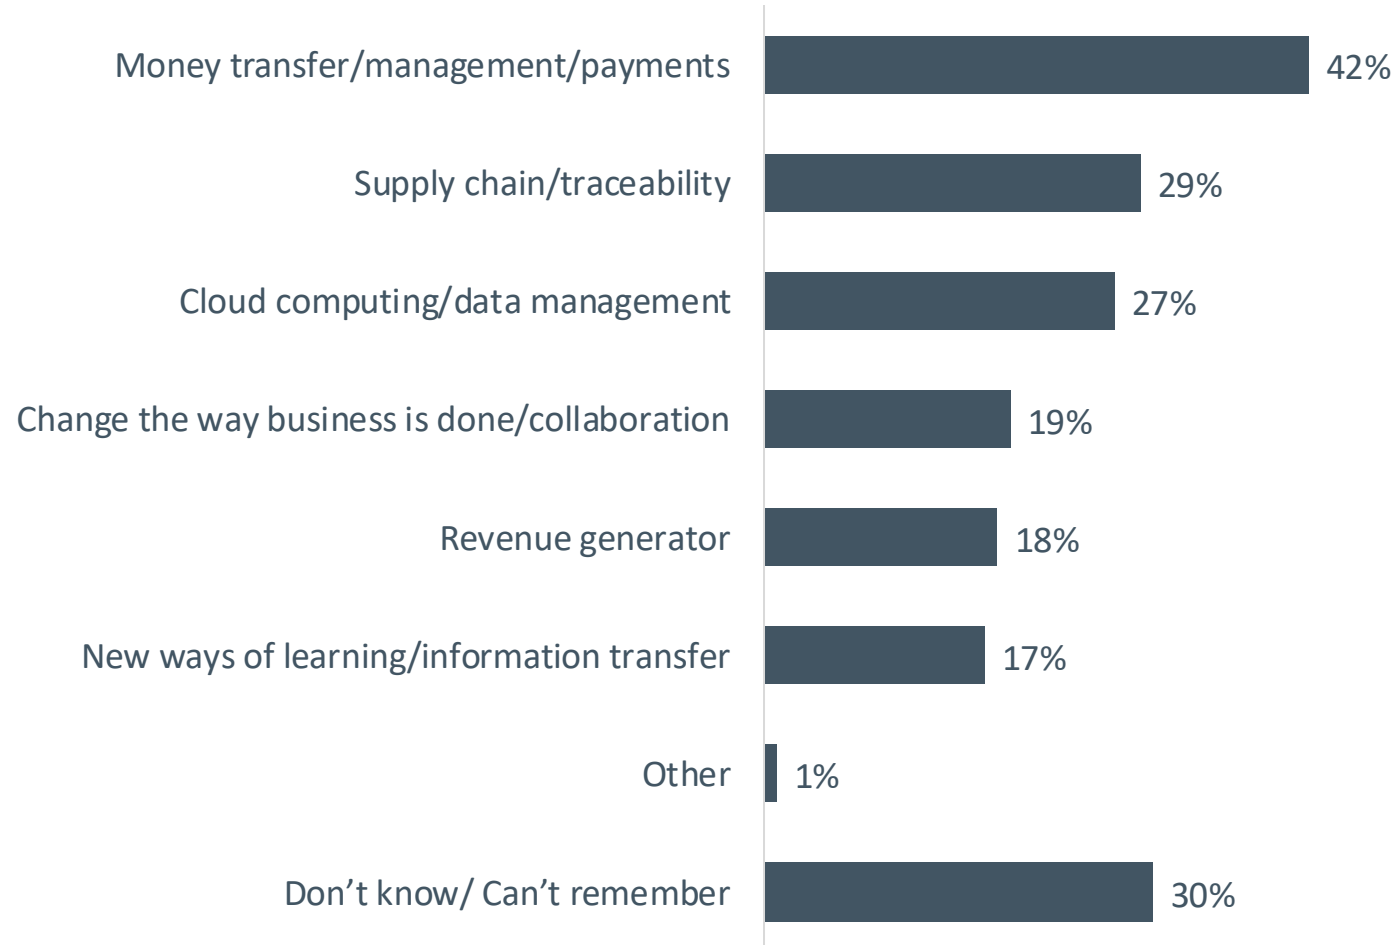 Money transfer/management/payments 42%
Supply chain/traceability 29%
Cloud computing/data management 27%
Change the way business is done/collaboration 19%
Revenue generator 18%
New ways of learning/information transfer 17%
Other 1%
Don’t know/ Can’t remember 30%